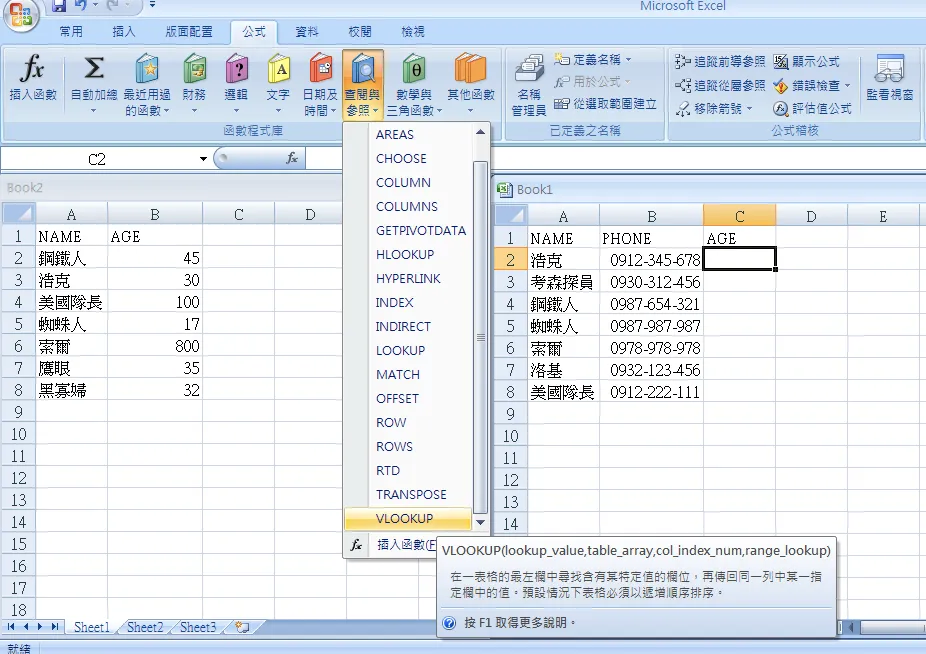 Microsoft Excel
常用 插入 版面配置 公式 資料 校閱 檢視
插入函數 自動加總 最近用過的函數 財務 邏輯 文字 日期及時間 查閱與參照 數學與三角函數 其他函數
函數程式庫
名稱管理員
定義名稱
用於公式
從選取範圍建立
已定義之名稱
追蹤前導參照 顯示公式
追蹤從屬參照 錯誤檢查
移除箭號 評估值公式
監看視窗
公式稽核
C2 fx
AREAS
CHOOSE
COLUMN
COLUMNS
GETPIVOTDATA
HLOOKUP
HYPERLINK
INDEX
INDIRECT
LOOKUP
MATCH
OFFSET
ROW
ROWS
RTD
TRANSPOSE
VLOOKUP
fx 插入函數(F
VLOOKUP(lookup_value,table_array,col_index_num,range_lookup)
在一表格的最左欄中尋找含有某特定值的欄位，再傳回同一列中某一指
定欄中的值。預設情況下表格必須以遞增順序排序。
按 F1 取得更多說明。
Book2
A B C D
1 NAME AGE
2 鋼鐵人 45
3 浩克 30
4 美國隊長 100
5 蜘蛛人 17
6 索爾 800
7 鷹眼 35
8 黑寡婦 32
9
10
11
12
13
14
15
16
17
18
Sheet1 Sheet2 Sheet3
就緒
Book1
A B C D E
1 NAME PHONE AGE
2 浩克 0912-345-678
3 考森探員 0930-312-456
4 鋼鐵人 0987-654-321
5 蜘蛛人 0987-987-987
6 索爾 0978-978-978
7 洛基 0932-123-456
8 美國隊長 0912-222-111
9
10
11
12
13
14